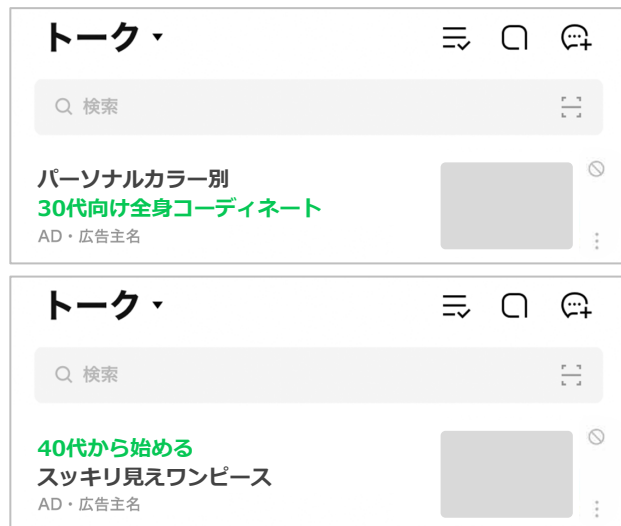 トーク
検索
パーソナルカラー別
30代向け全身コーディネート
AD・広告主名
トーク
検索
40代から始める
スッキリ見えワンピース
AD・広告主名